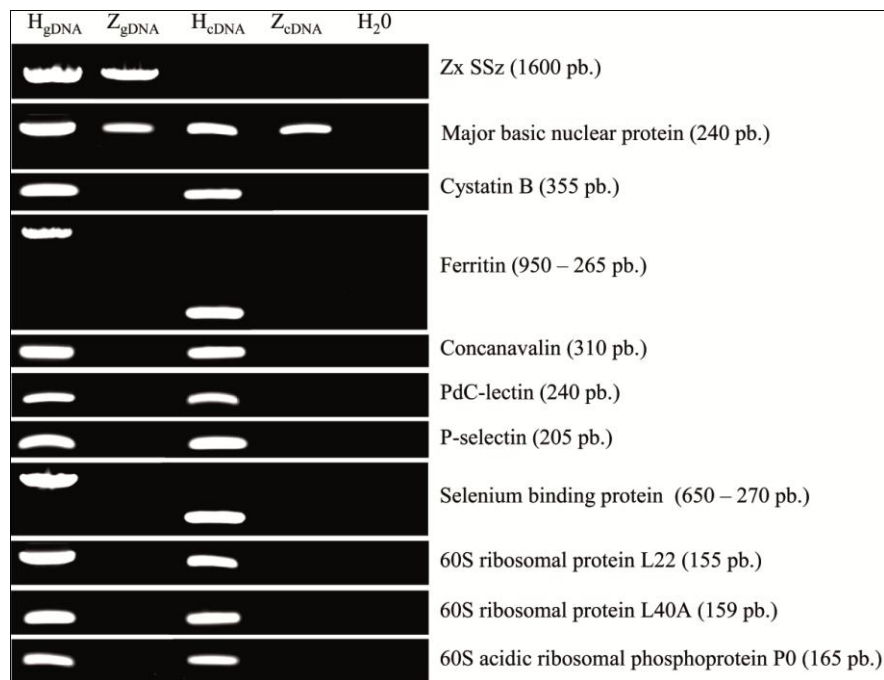 HgDNA ZgDNA HcDNA ZcDNA H20
Zx SSz (1600 pb.)
Major basic nuclear protein (240 pb.)
Cystatin B (355 pb.)
Ferritin (950 – 265 pb.)
Concanavalin (310 pb.)
PdC-lectin (240 pb.)
P-selectin (205 pb.)
Selenium binding protein (650 – 270 pb.)
60S ribosomal protein L22 (155 pb.)
60S ribosomal protein L40A (159 pb.)
60S acidic ribosomal phosphoprotein P0 (165 pb.)